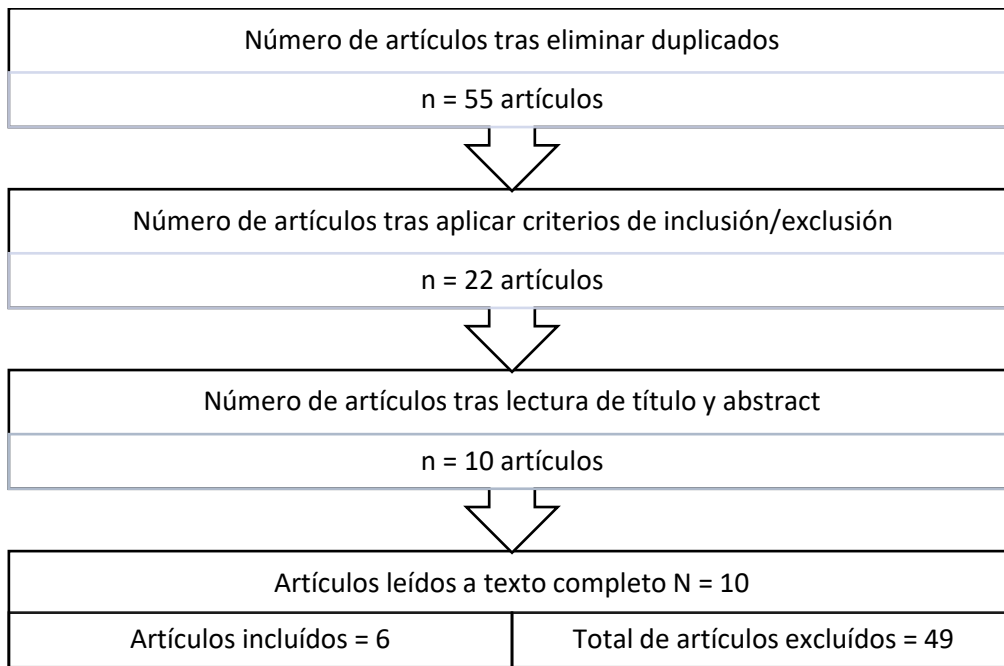 Número de artículos tras eliminar duplicados
n = 55 artículos
Número de artículos tras aplicar criterios de inclusión/exclusión
n = 22 artículos
Número de artículos tras lectura de título y abstract
n = 10 artículos
Artículos leídos a texto completo N = 10
Artículos incluídos = 6
Total de artículos excluídos = 49